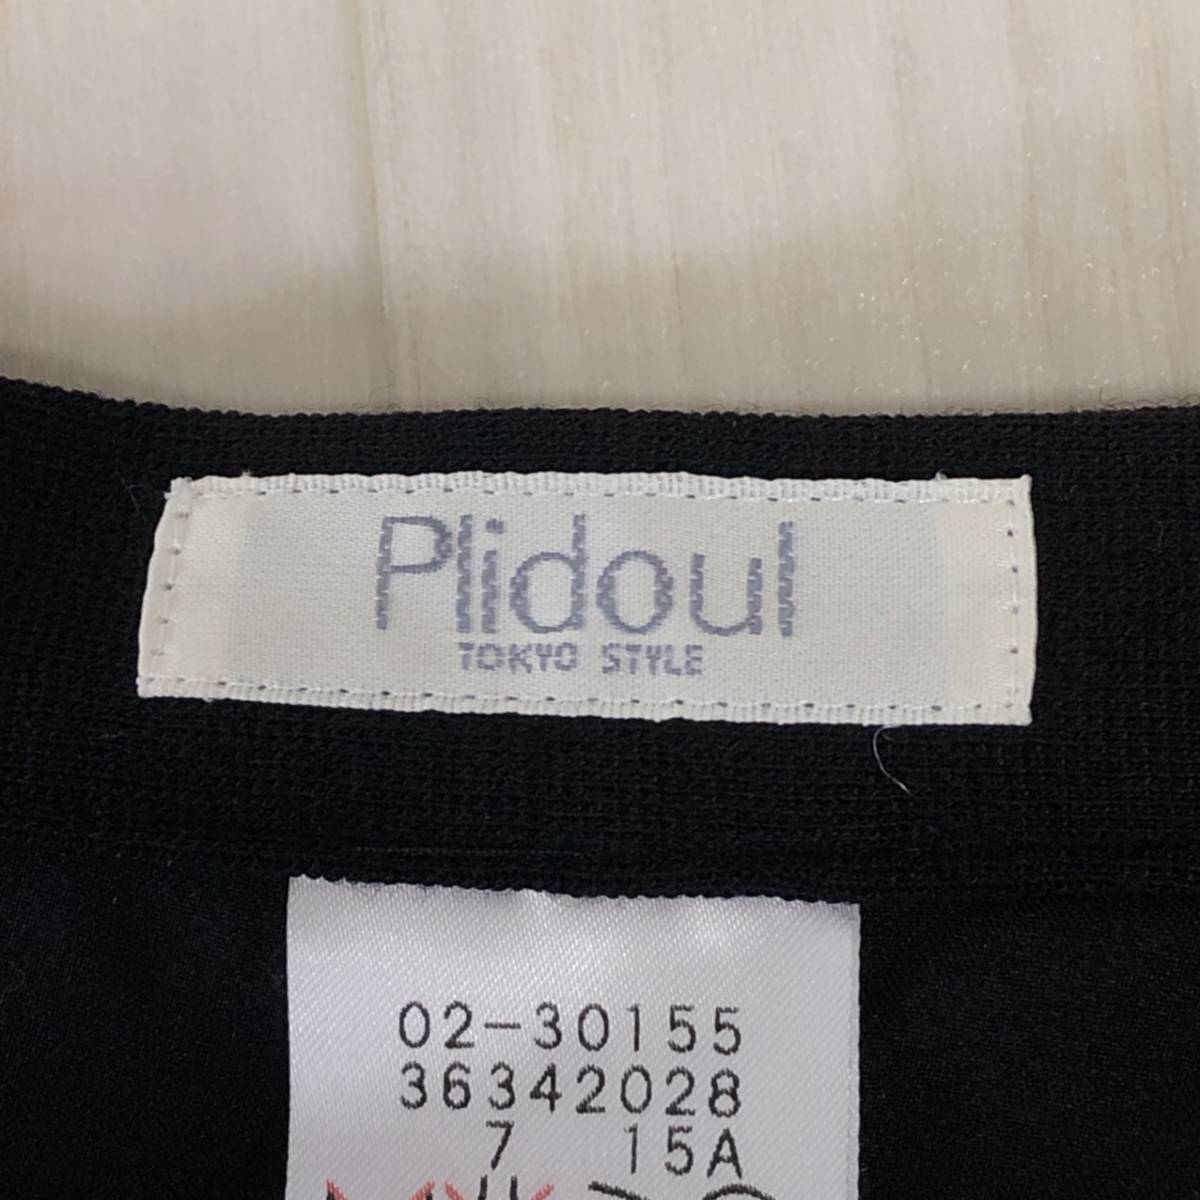 Plidoul
TOKYO STYLE
02-30155
36342028
7 15A